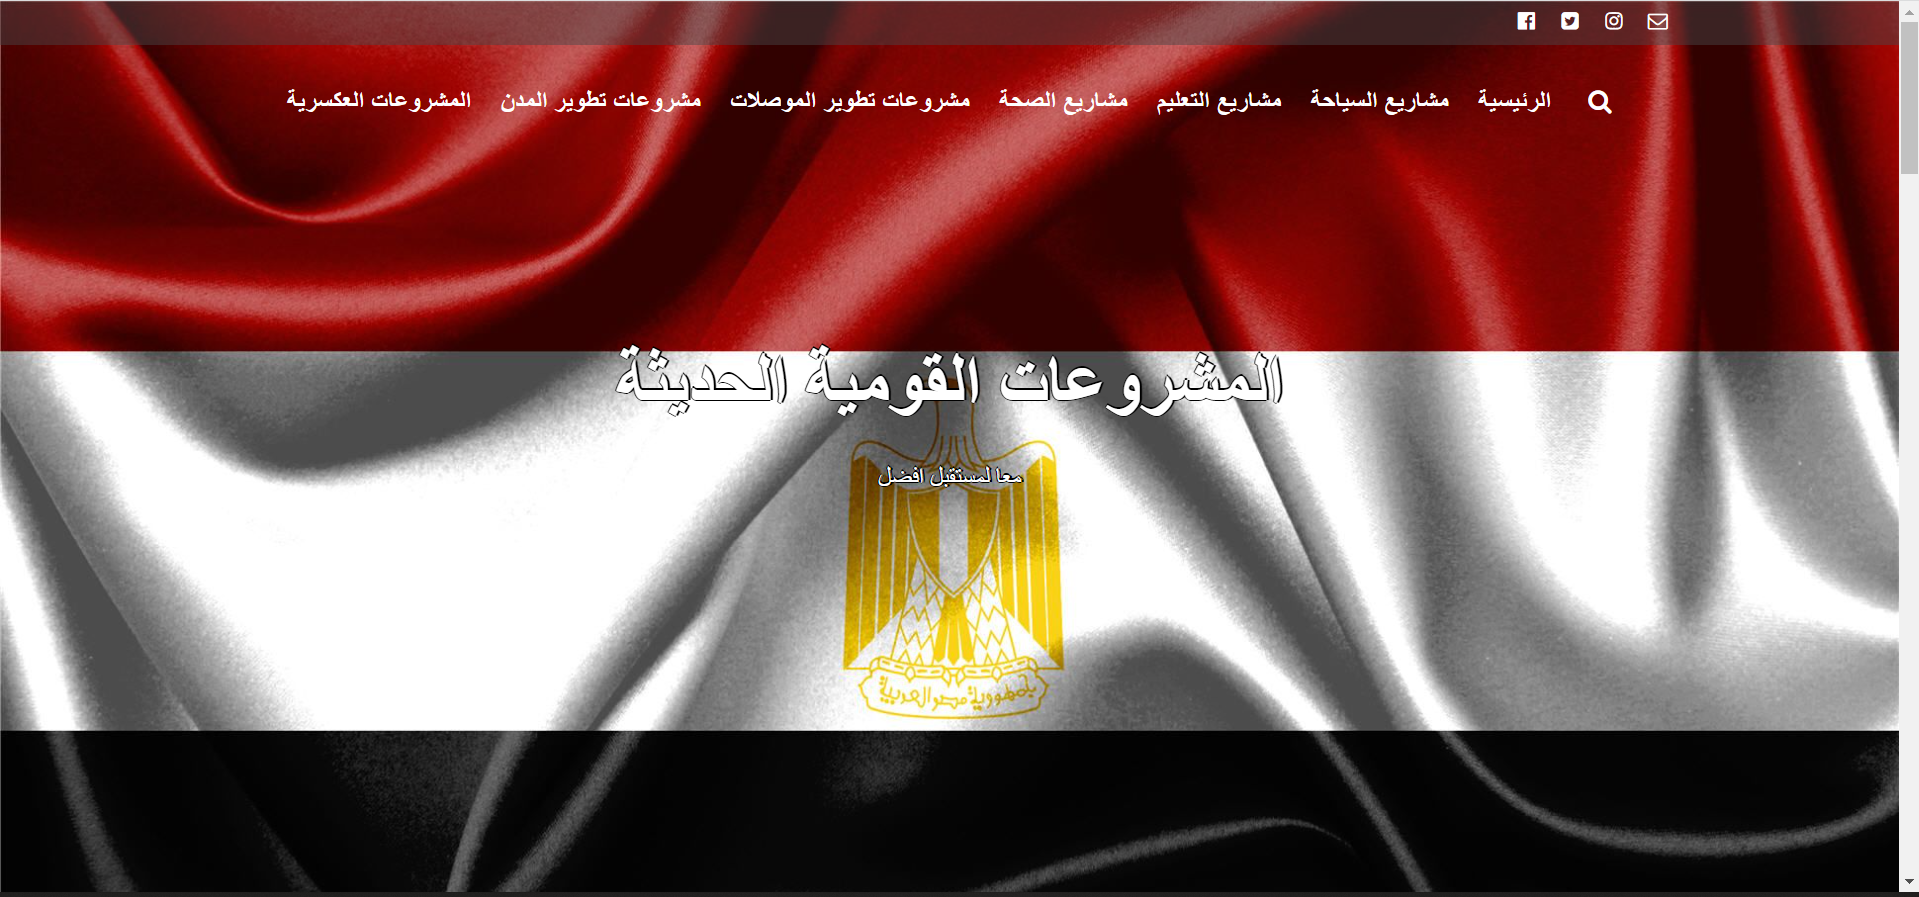 الرئيسية مشاريع السياحة مشاريع التعليم مشاريع الصحة مشروعات تطوير الموصلات مشروعات تطوير المدن المشروعات العكسرية
المشروعات القومية الحديثة
معا لمستقبل افضل
جمهورية مصر العربية